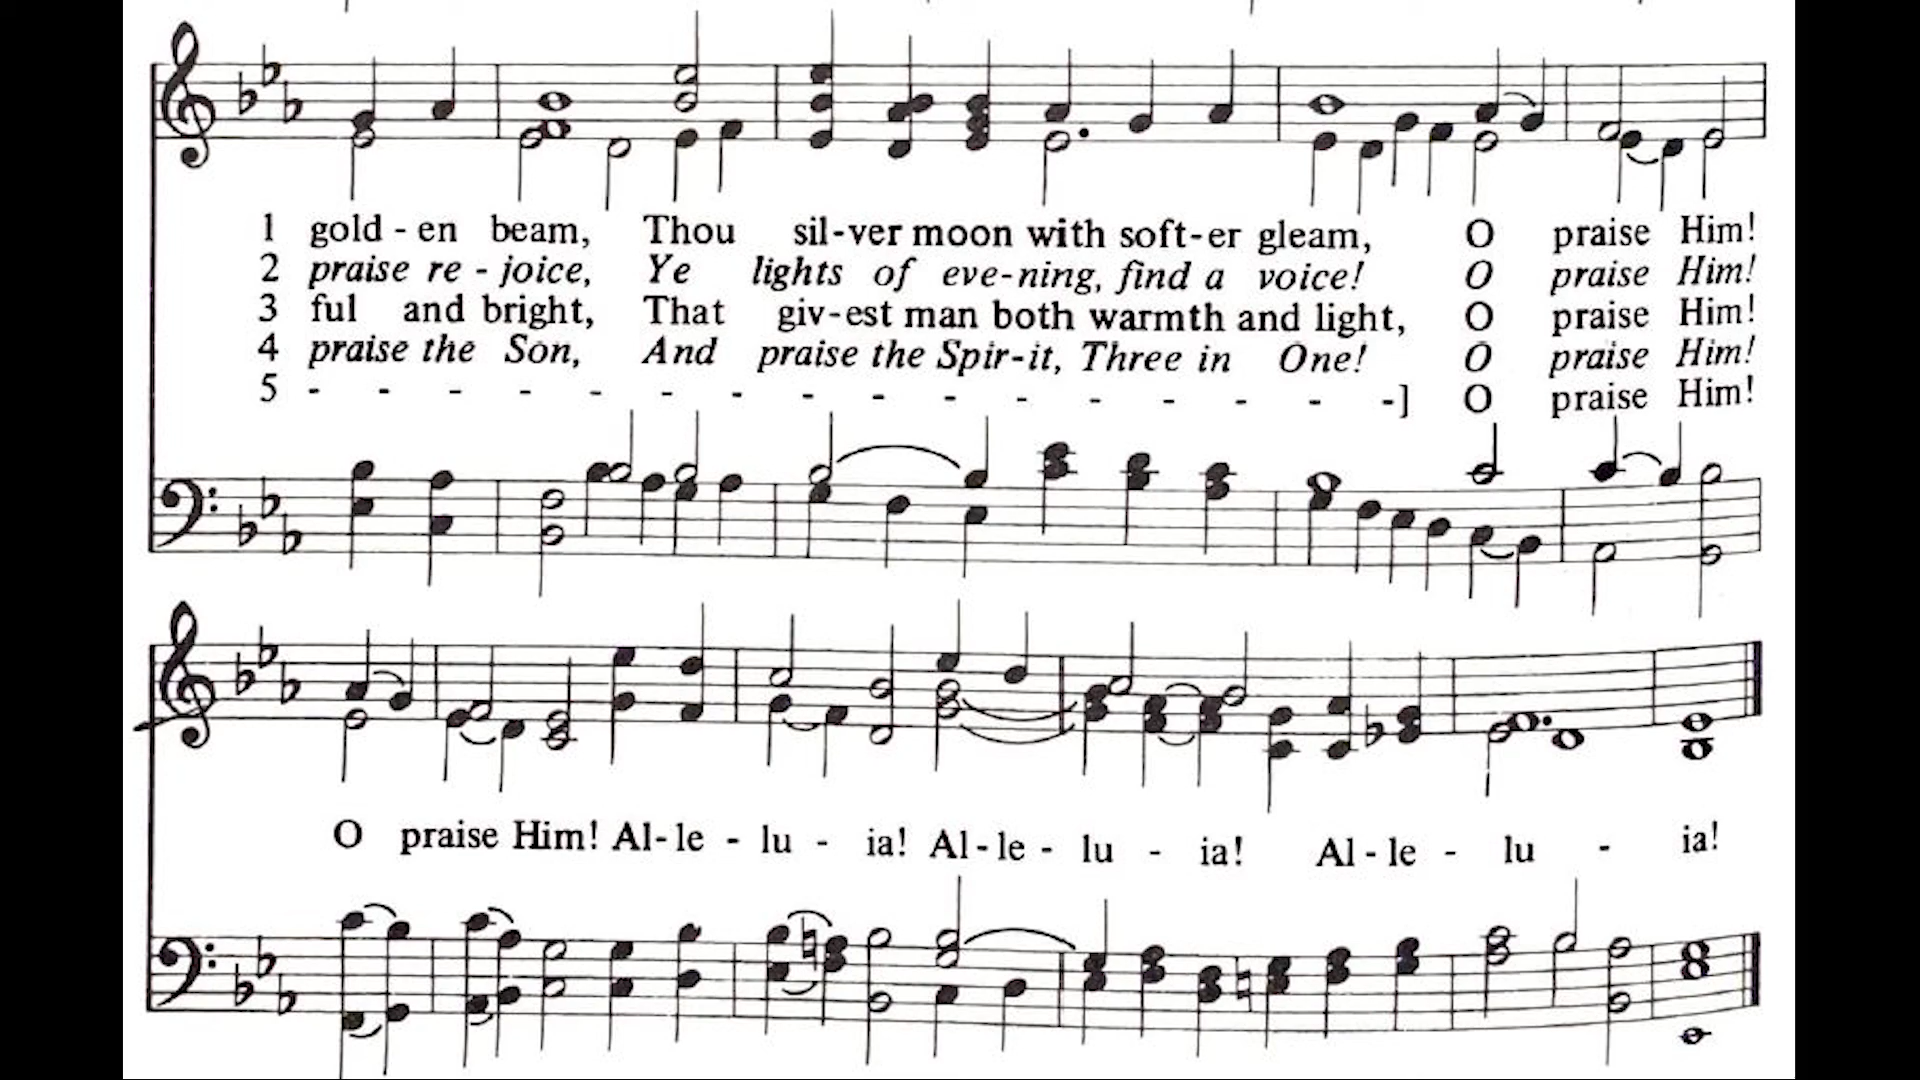 1 gold - en beam, Thou sil-ver moon with soft-er gleam, O praise Him!
2 praise re - joice, Ye lights of eve-ning, find a voice! O praise Him!
3 ful and bright, That giv-est man both warmth and light, O praise Him!
4 praise the Son, And praise the Spir-it, Three in One! O praise Him!
5 - - - - - - - - - - - - - - - -] O praise Him!
O praise Him! Al-le - lu - ia! Al-le - lu - ia! Al-le - lu - ia!